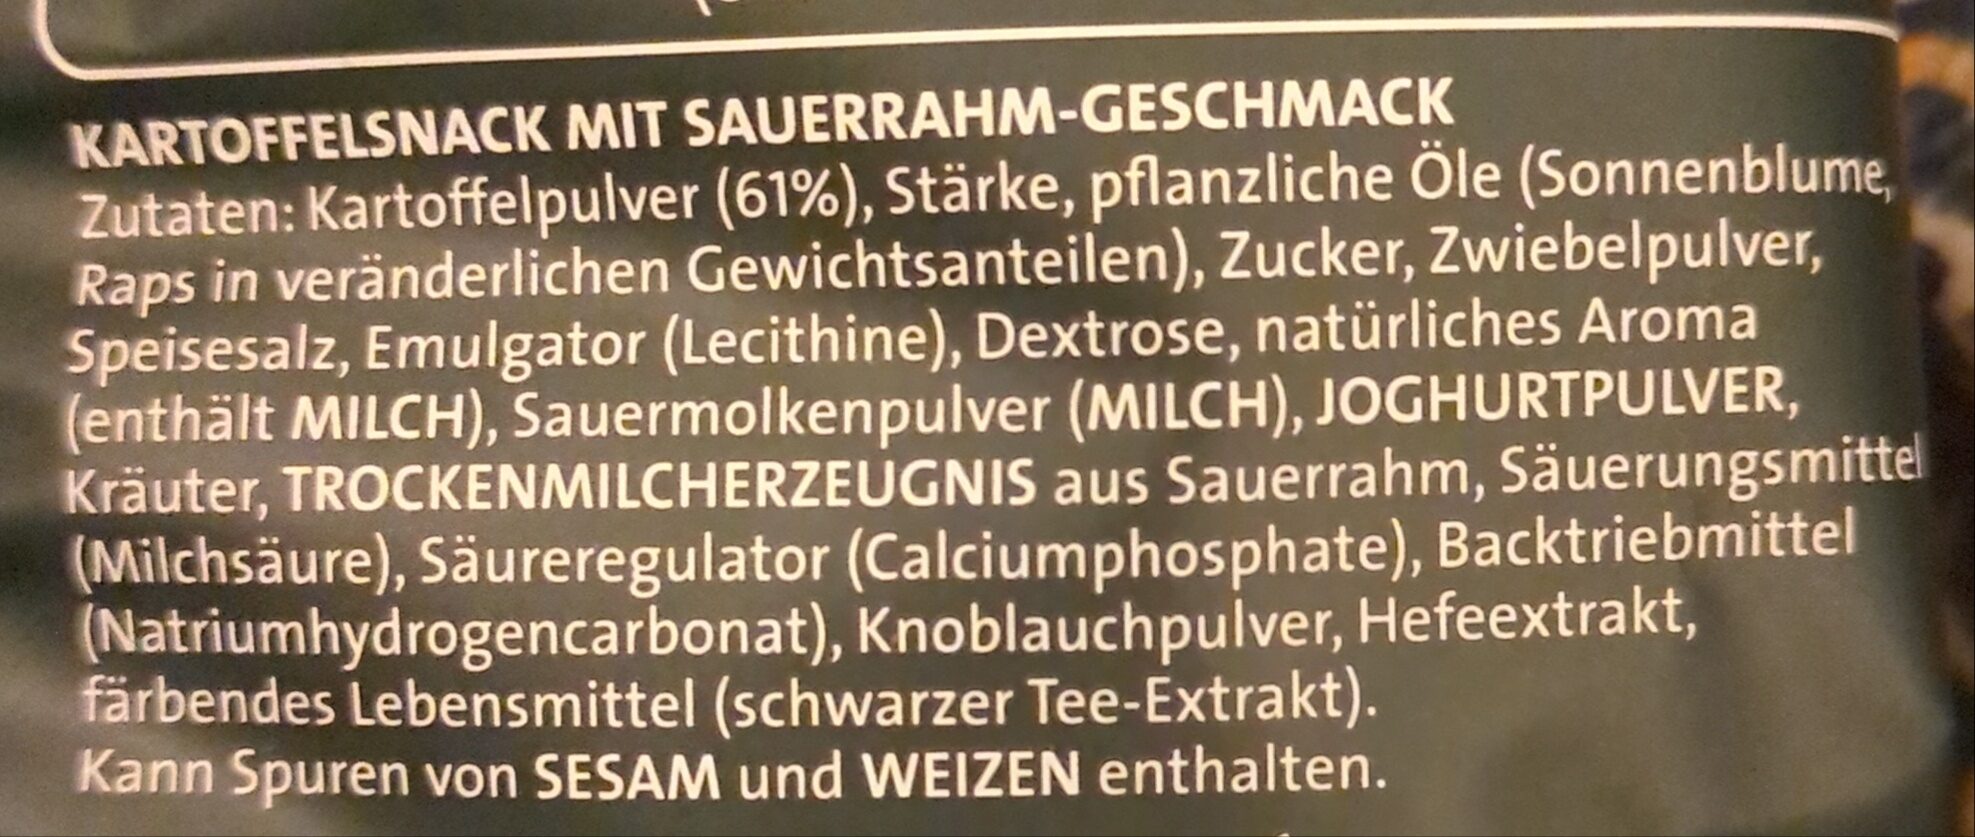 KARTOFFELSNACK MIT SAUERRAHM-GESCHMACK
Zutaten: Kartoffelpulver (61%), Stärke, pflanzliche Öle (Sonnenblume,
Raps in veränderlichen Gewichtsanteilen), Zucker, Zwiebelpulver,
Speisesalz, Emulgator (Lecithine), Dextrose, natürliches Aroma
(enthält MILCH), Sauermolkenpulver (MILCH), JOGHURTPULVER,
Kräuter, TROCKENMILCHERZEUGNIS aus Sauerrahm, Säuerungsmittel
(Milchsäure), Säureregulator (Calciumphosphate), Backtriebmittel
(Natriumhydrogencarbonat), Knoblauchpulver, Hefeextrakt,
färbendes Lebensmittel (schwarzer Tee-Extrakt).
Kann Spuren von SESAM und WEIZEN enthalten.